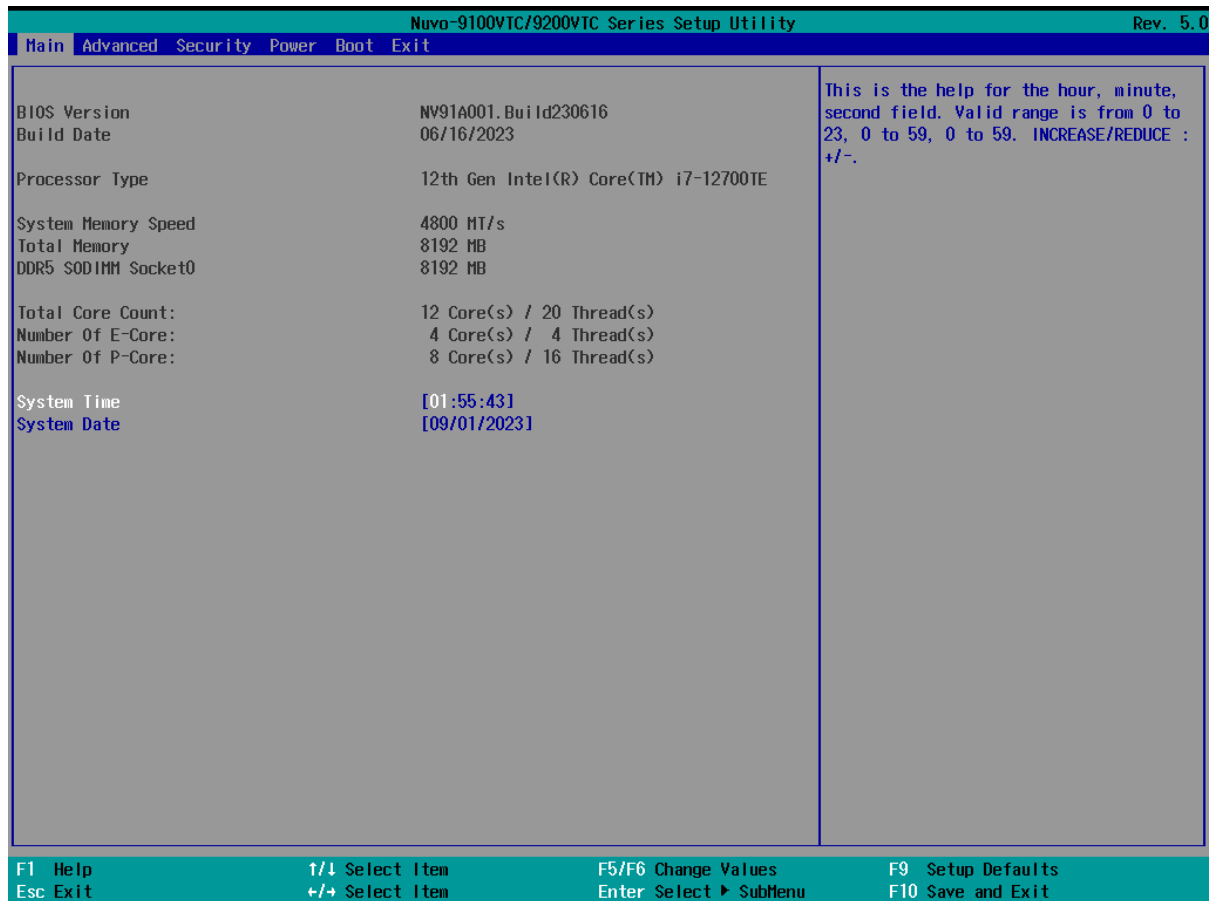 Nuvo-9100VTC/9200VTC Series Setup Utility Rev. 5.0
Main Advanced Security Power Boot Exit
This is the help for the hour, minute,
second field. Valid range is from 0 to
23, 0 to 59, 0 to 59. INCREASE/REDUCE :
+/-.
BIOS Version NV91A001.Build230616
Build Date 06/16/2023
Processor Type 12th Gen Intel(R) Core(TM) i7-12700TE
System Memory Speed 4800 MT/s
Total Memory 8192 MB
DDR5 SODIMM Socket0 8192 MB
Total Core Count: 12 Core(s) / 20 Thread(s)
Number Of E-Core: 4 Core(s) / 4 Thread(s)
Number Of P-Core: 8 Core(s) / 16 Thread(s)
System Time [01:55:43]
System Date [09/01/2023]
F1 Help ↑/↓ Select Item F5/F6 Change Values F9 Setup Defaults
Esc Exit ←/→ Select Item Enter Select ▶ SubMenu F10 Save and Exit